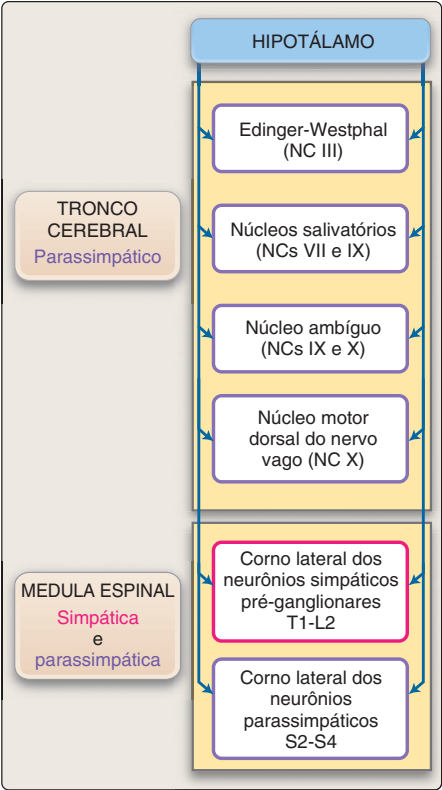 HIPOTÁLAMO
TRONCO
CEREBRAL
Parassimpático
Edinger-Westphal
(NC III)
Núcleos salivatórios
(NCs VII e IX)
Núcleo ambíguo
(NCs IX e X)
Núcleo motor
dorsal do nervo
vago (NC X)
MEDULA ESPINAL
Simpática
e
parassimpática
Corno lateral dos
neurônios simpáticos
pré-ganglionares
T1-L2
Corno lateral dos
neurônios
parassimpáticos
S2-S4